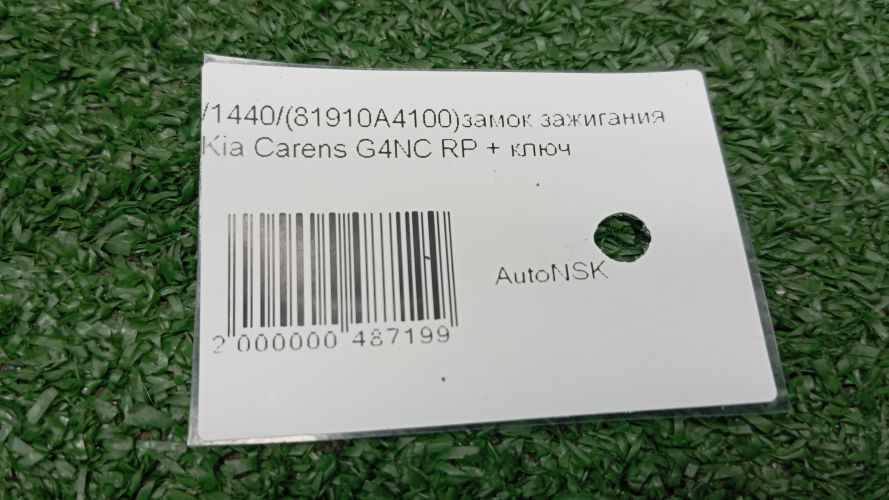 /1440/(81910A4100)замок зажигания
Kia Carens G4NC RP + ключ
AutoNSK
2 000000 487199